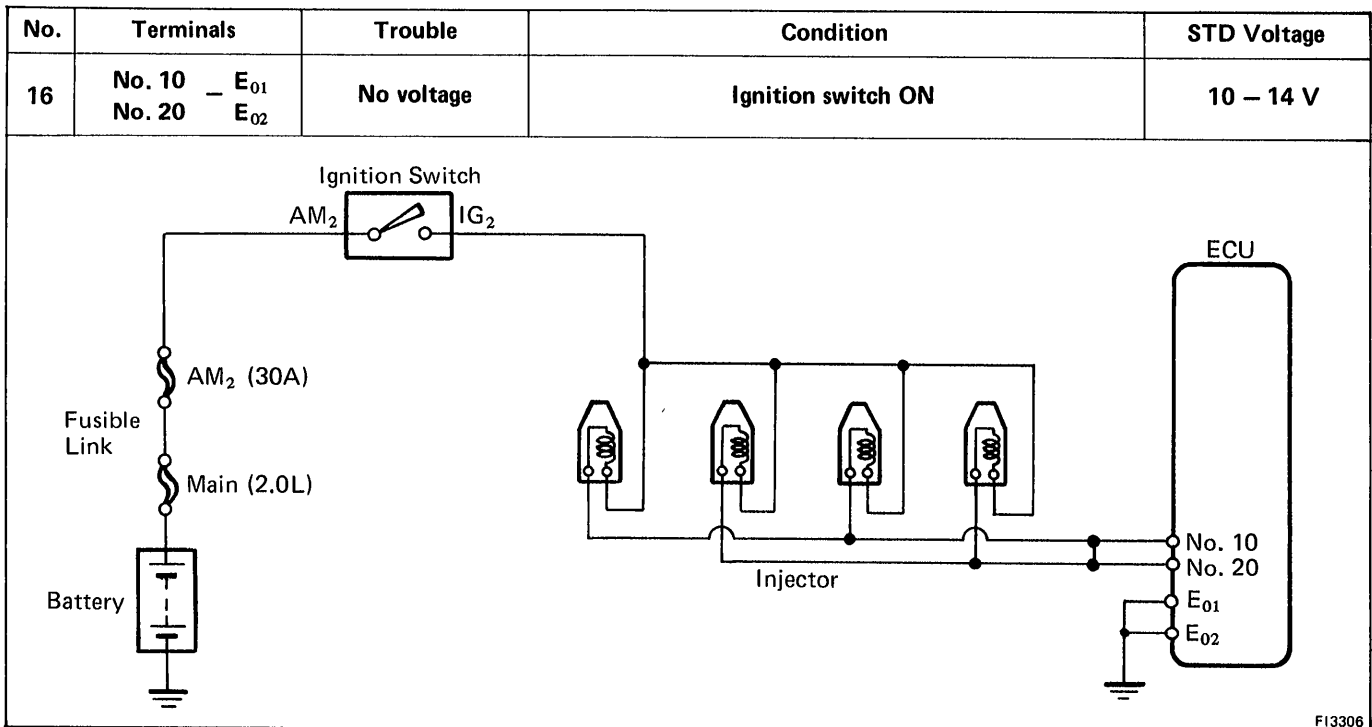 No. Terminals Trouble Condition STD Voltage
16 No. 10 – E₀₁ No voltage Ignition switch ON 10 – 14 V
No. 20 E₀₂
Ignition Switch
AM₂ IG₂
ECU
AM₂ (30A)
Fusible
Link
Main (2.0L)
No. 10
No. 20
Injector
Battery
E₀₁
E₀₂
FI3306